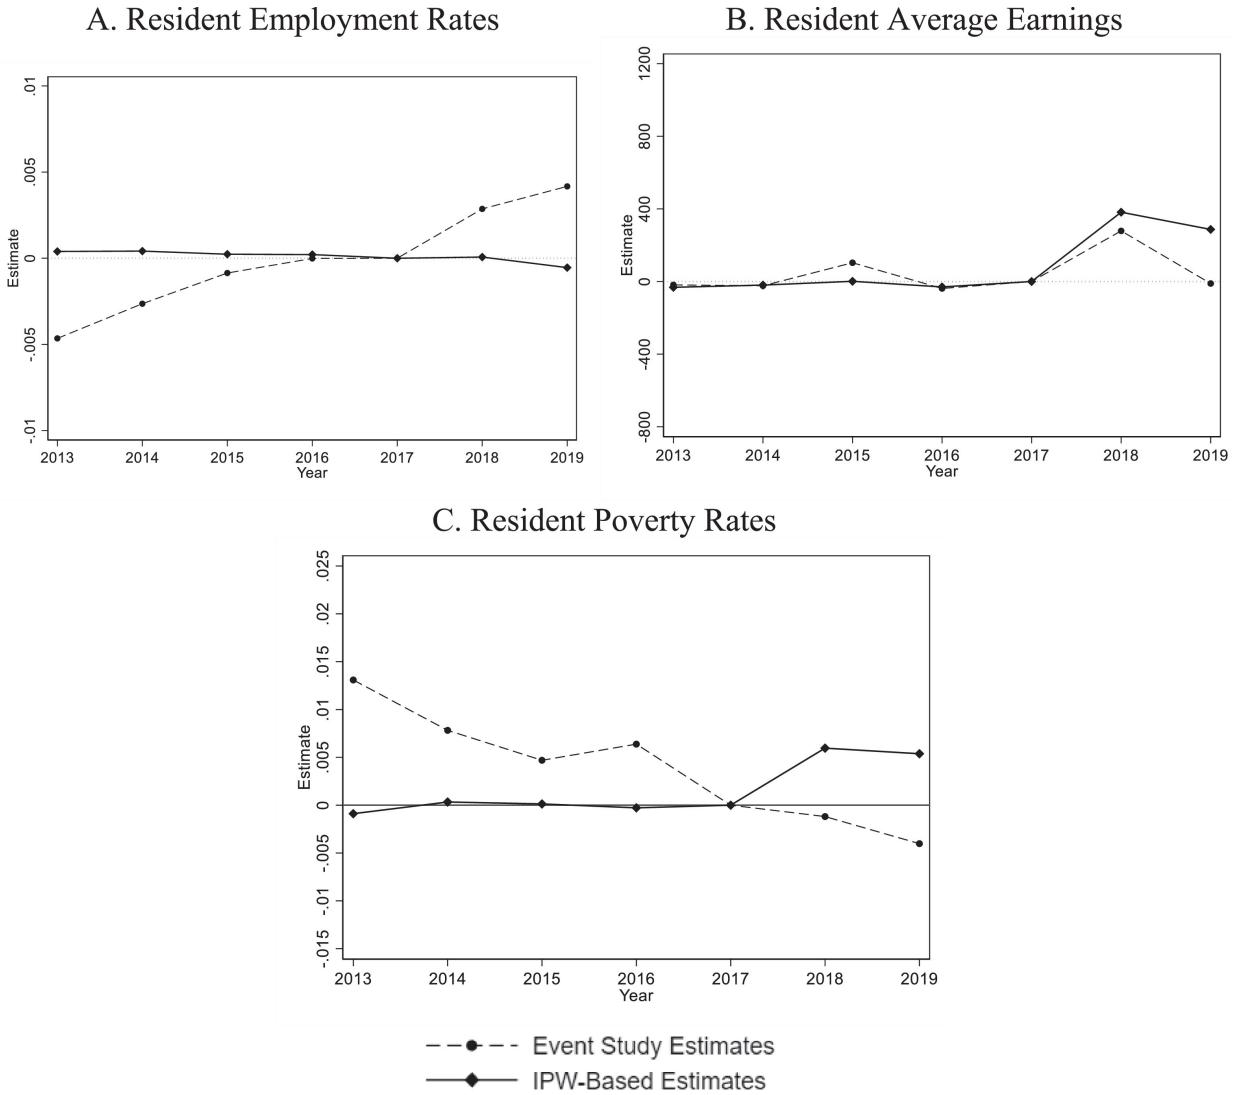 A. Resident Employment Rates
.01
.005
0
-.005
-.01
Estimate
2013 2014 2015 2016 2017 2018 2019
Year
B. Resident Average Earnings
1200
800
400
0
-400
-800
Estimate
2013 2014 2015 2016 2017 2018 2019
Year
C. Resident Poverty Rates
.025
.02
.015
.01
.005
0
-.005
-.01
-.015
Estimate
2013 2014 2015 2016 2017 2018 2019
Year
Event Study Estimates
IPW-Based Estimates